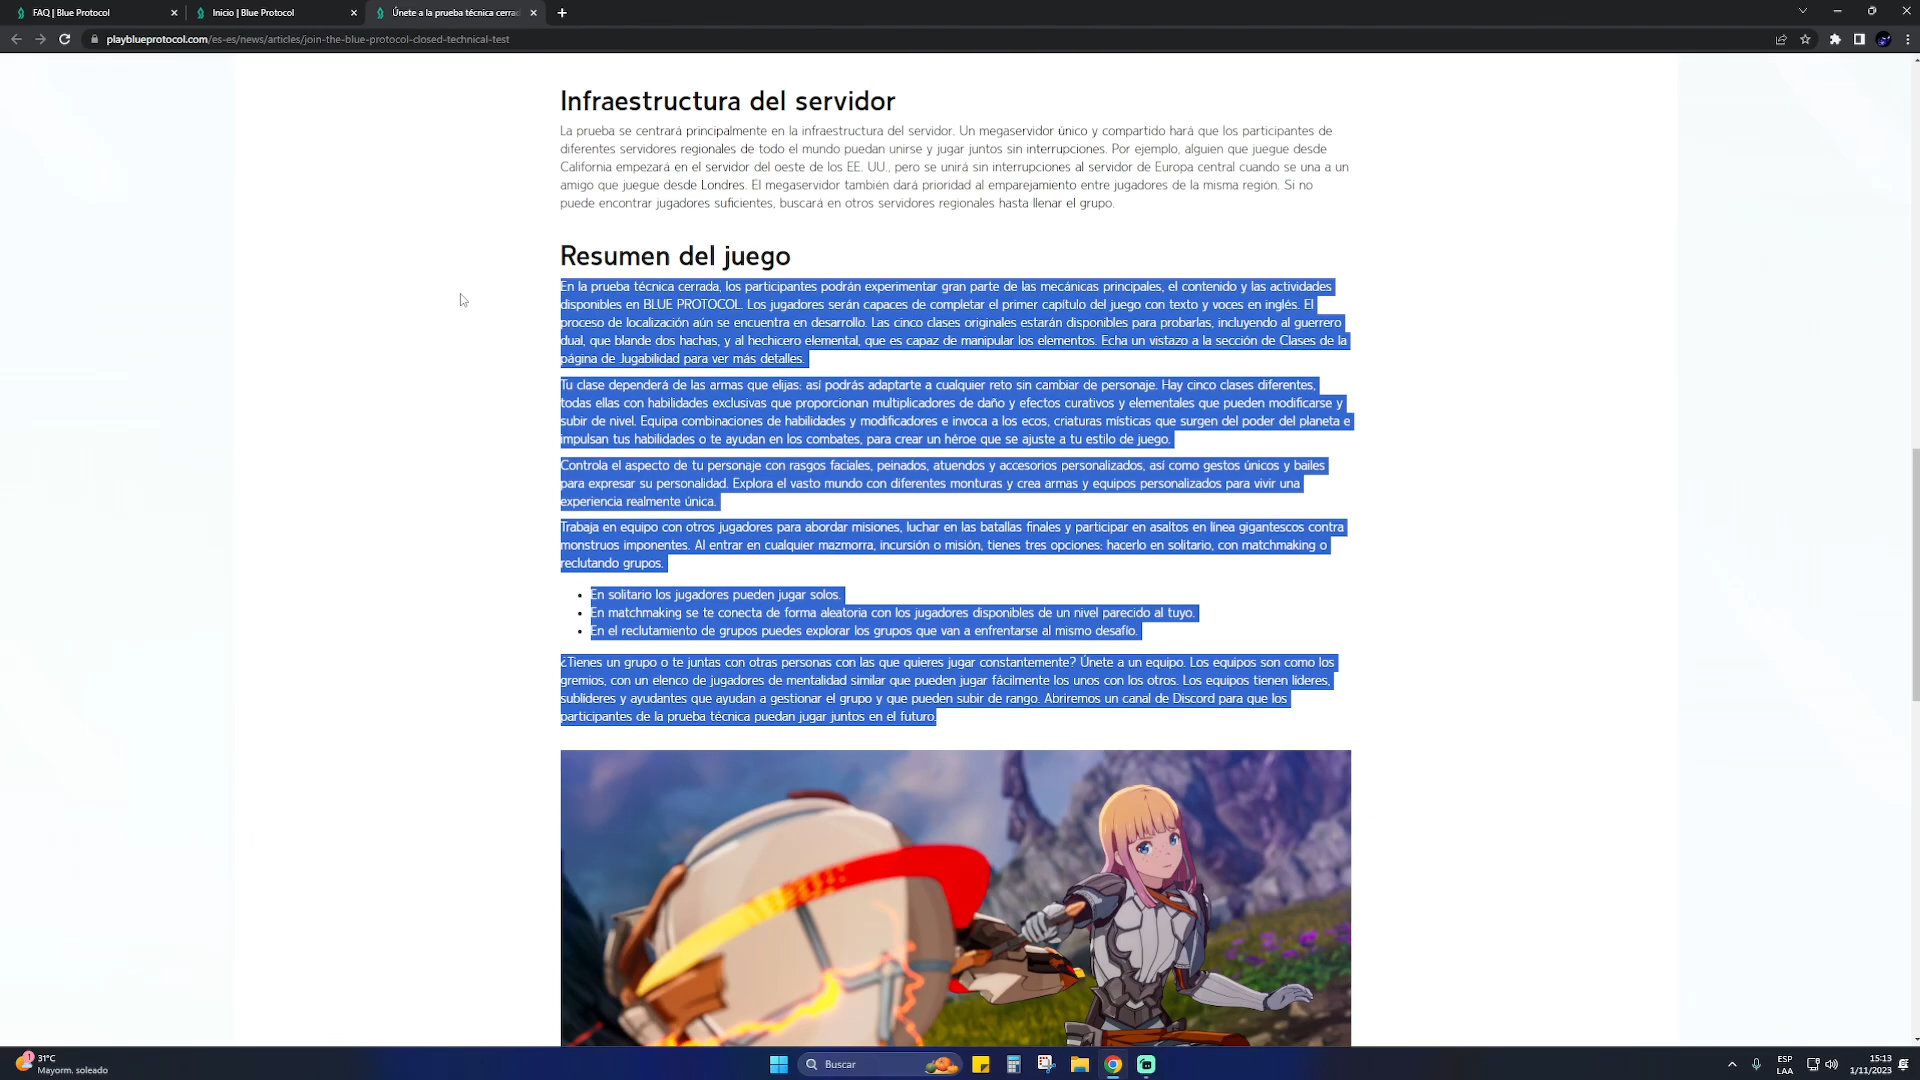 FAQ | Blue Protocol
Inicio | Blue Protocol
Únete a la prueba técnica cerrad
playblueprotocol.com/es-es/news/articles/join-the-blue-protocol-closed-technical-test
Infraestructura del servidor
La prueba se centrará principalmente en la infraestructura del servidor. Un megaservidor único y compartido hará que los participantes de
diferentes servidores regionales de todo el mundo puedan unirse y jugar juntos sin interrupciones. Por ejemplo, alguien que juegue desde
California empezará en el servidor del oeste de los EE. UU., pero se unirá sin interrupciones al servidor de Europa central cuando se una a un
amigo que juegue desde Londres. El megaservidor también dará prioridad al emparejamiento entre jugadores de la misma región. Si no
puede encontrar jugadores suficientes, buscará en otros servidores regionales hasta llenar el grupo.
Resumen del juego
En la prueba técnica cerrada, los participantes podrán experimentar gran parte de las mecánicas principales, el contenido y las actividades
disponibles en BLUE PROTOCOL. Los jugadores serán capaces de completar el primer capítulo del juego con texto y voces en inglés. El
proceso de localización aún se encuentra en desarrollo. Las cinco clases originales estarán disponibles para probarlas, incluyendo al guerrero
dual, que blande dos hachas, y al hechicero elemental, que es capaz de manipular los elementos. Echa un vistazo a la sección de Clases de la
página de Jugabilidad para ver más detalles.
Tu clase dependerá de las armas que elijas: así podrás adaptarte a cualquier reto sin cambiar de personaje. Hay cinco clases diferentes,
todas ellas con habilidades exclusivas que proporcionan multiplicadores de daño y efectos curativos y elementales que pueden modificarse y
subir de nivel. Equipa combinaciones de habilidades y modificadores e invoca a los ecos, criaturas místicas que surgen del poder del planeta e
impulsan tus habilidades o te ayudan en los combates, para crear un héroe que se ajuste a tu estilo de juego.
Controla el aspecto de tu personaje con rasgos faciales, peinados, atuendos y accesorios personalizados, así como gestos únicos y bailes
para expresar su personalidad. Explora el vasto mundo con diferentes monturas y crea armas y equipos personalizados para vivir una
experiencia realmente única.
Trabaja en equipo con otros jugadores para abordar misiones, luchar en las batallas finales y participar en asaltos en línea gigantescos contra
monstruos imponentes. Al entrar en cualquier mazmorra, incursión o misión, tienes tres opciones: hacerlo en solitario, con matchmaking o
reclutando grupos.
• En solitario los jugadores pueden jugar solos.
• En matchmaking se te conecta de forma aleatoria con los jugadores disponibles de un nivel parecido al tuyo.
• En el reclutamiento de grupos puedes explorar los grupos que van a enfrentarse al mismo desafío.
¿Tienes un grupo o te juntas con otras personas con las que quieres jugar constantemente? Únete a un equipo. Los equipos son como los
gremios, con un elenco de jugadores de mentalidad similar que pueden jugar fácilmente los unos con los otros. Los equipos tienen líderes,
sublíderes y ayudantes que ayudan a gestionar el grupo y que pueden subir de rango. Abriremos un canal de Discord para que los
participantes de la prueba técnica puedan jugar juntos en el futuro.
1
31°C
Mayorm. soleado
Buscar
ESP
LAA
15:13
1/11/2023